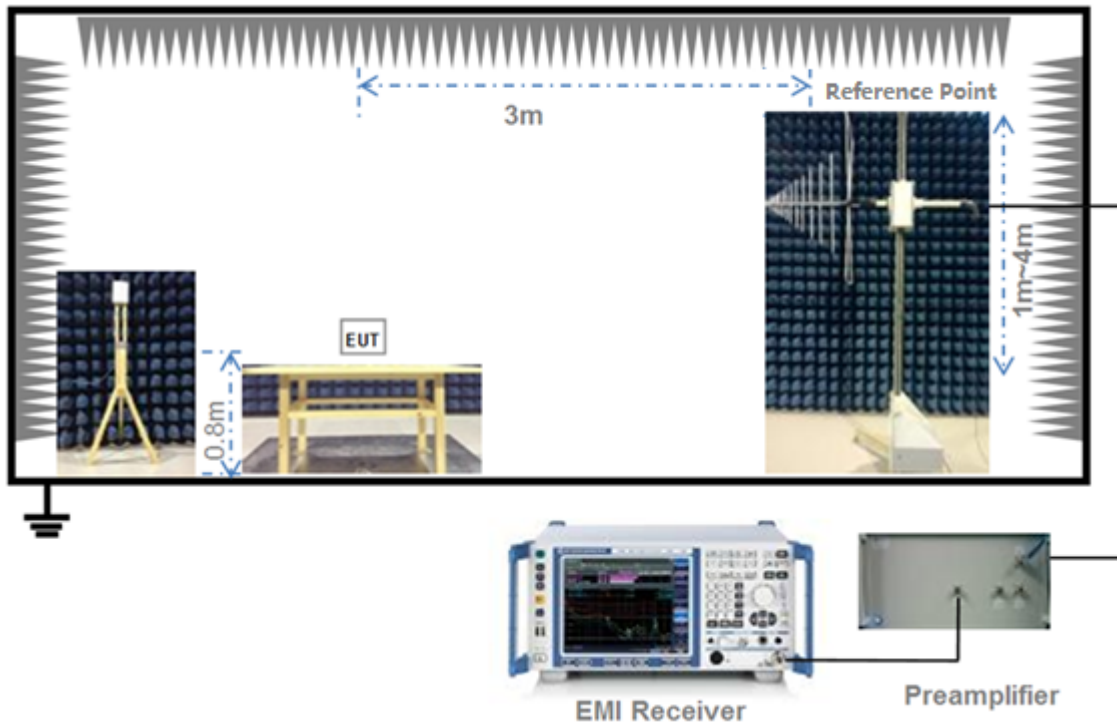 Reference Point
3m
1m~4m
EUT
0.8m
EMI Receiver
Preamplifier